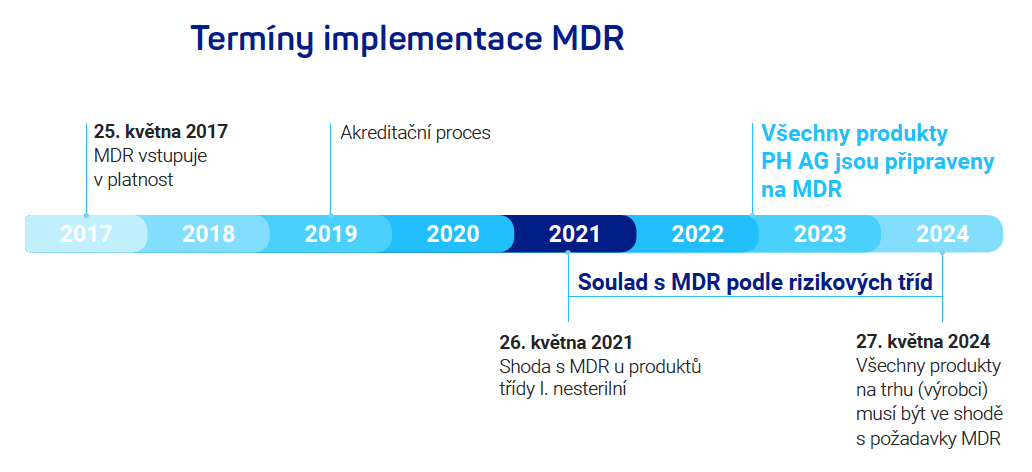 Termíny implementace MDR
25. května 2017
MDR vstupuje
v platnost
Akreditační proces
Všechny produkty
PH AG jsou připraveny
na MDR
2017
2018
2019
2020
2021
2022
2023
2024
Soulad s MDR podle rizikových tříd
26. května 2021
Shoda s MDR u produktů
třídy I. nesterilní
27. května 2024
Všechny produkty
na trhu (výrobci)
musí být ve shodě
s požadavky MDR